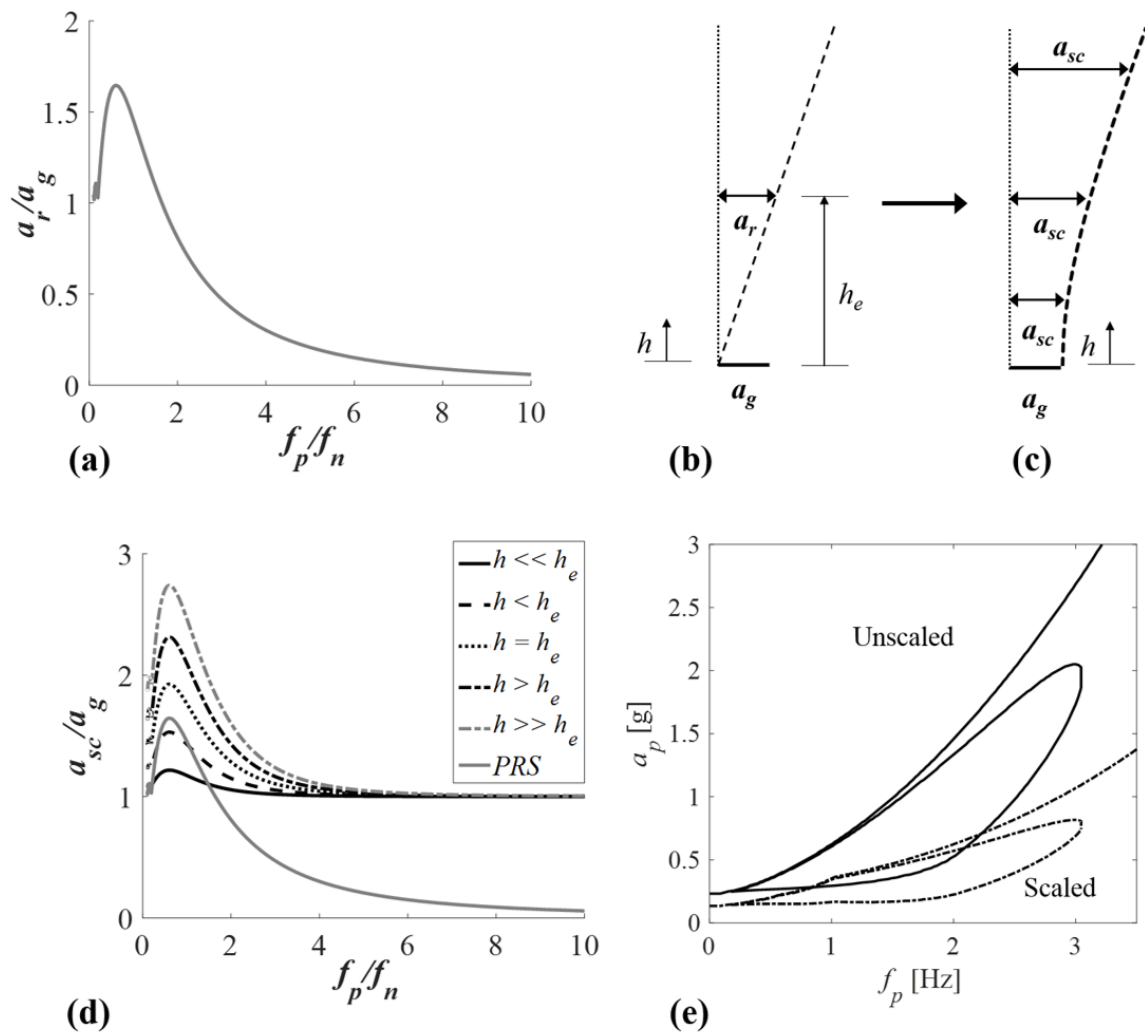 2
1.5
1
0.5
0
a_r/a_g
0 2 4 6 8 10
f_p/f_n
(a)
a_r
h_e
h
a_g
(b)
a_sc
a_sc
a_sc
h
a_g
(c)
3
2
1
0
a_sc/a_g
h << h_e
h < h_e
h = h_e
h > h_e
h >> h_e
PRS
0 2 4 6 8 10
f_p/f_n
(d)
3
2.5
2
1.5
1
0.5
0
a_p [g]
Unscaled
Scaled
0 1 2 3
f_p [Hz]
(e)